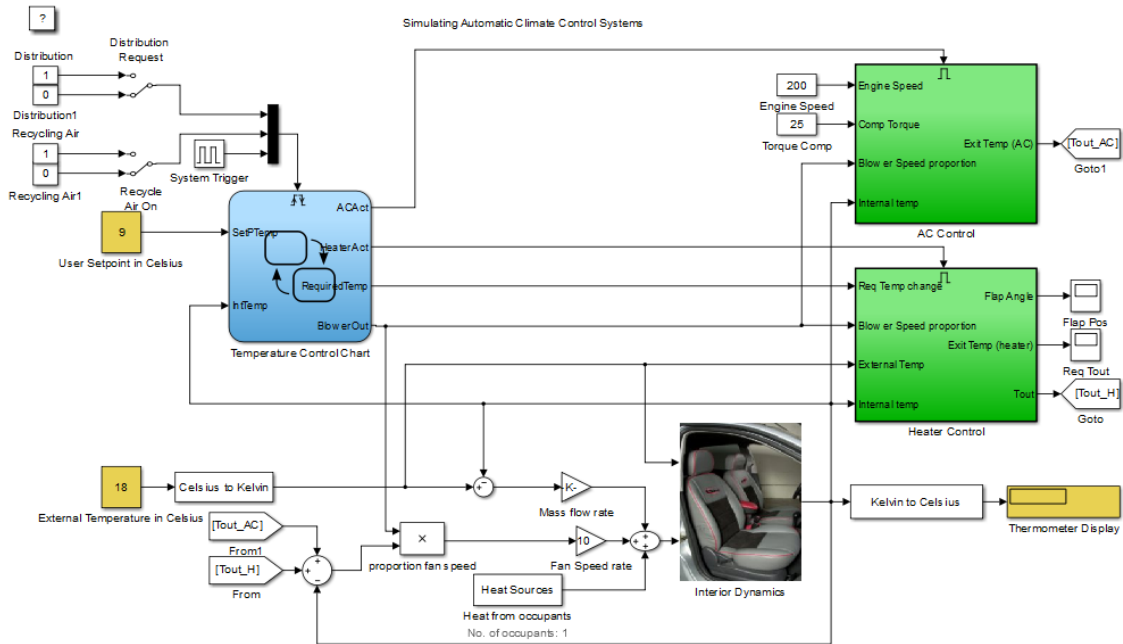 ?
Simulating Automatic Climate Control Systems
Distribution
Distribution
Request
1
0
Distribution1
Recycling Air
1
0
Recycling Air1
Recycle
Air On
System Trigger
9
User Setpoint in Celsius
SetPTemp
IntTemp
ACAct
HeaterAct
RequiredTemp
BlowerOut
Temperature Control Chart
200
Engine Speed
25
Torque Comp
Engine Speed
Comp Torque
Blower Speed proportion
Internal temp
Exit Temp (AC)
AC Control
[Tout_AC]
Goto1
Req Temp change
Blower Speed proportion
External Temp
Internal temp
Flap Angle
Exit Temp (heater)
Tout
Heater Control
Flap Pos
Req Tout
[Tout_H]
Goto
18
External Temperature in Celsius
Celsius to Kelvin
-K-
Mass flow rate
[Tout_AC]
From1
[Tout_H]
From
×
proportion fan speed
10
Fan Speed rate
Heat Sources
Heat from occupants
No. of occupants: 1
Interior Dynamics
Kelvin to Celsius
Thermometer Display